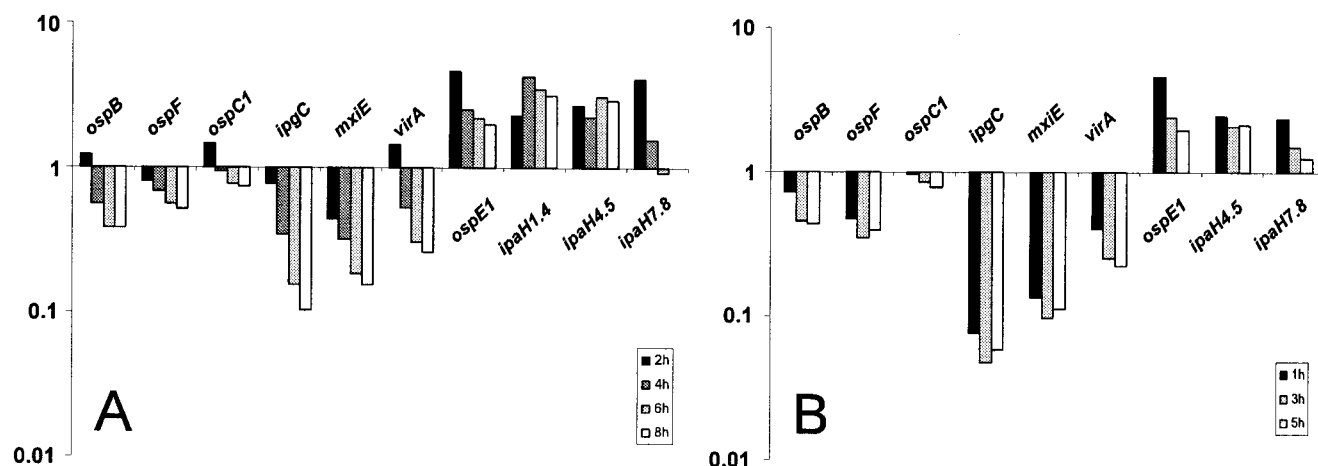 10
1
0.1
0.01
ospB
ospF
ospC1
ipgC
mxiE
virA
ospE1
ipaH1.4
ipaH4.5
ipaH7.8
2h
4h
6h
8h
A
10
1
0.1
0.01
ospB
ospF
ospC1
ipgC
mxiE
virA
ospE1
ipaH4.5
ipaH7.8
1h
3h
5h
B